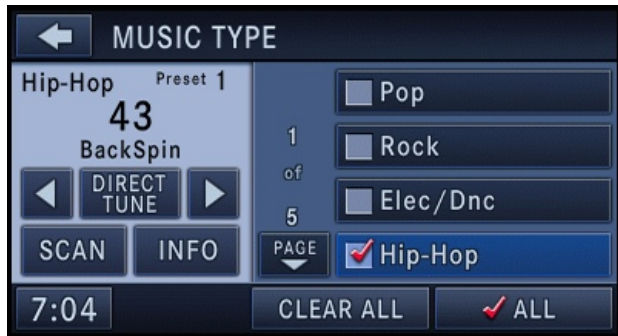 MUSIC TYPE
Hip-Hop Preset 1
43
BackSpin
DIRECT
TUNE
SCAN INFO
1
of
5
PAGE
Pop
Rock
Elec/Dnc
Hip-Hop
7:04
CLEAR ALL
ALL